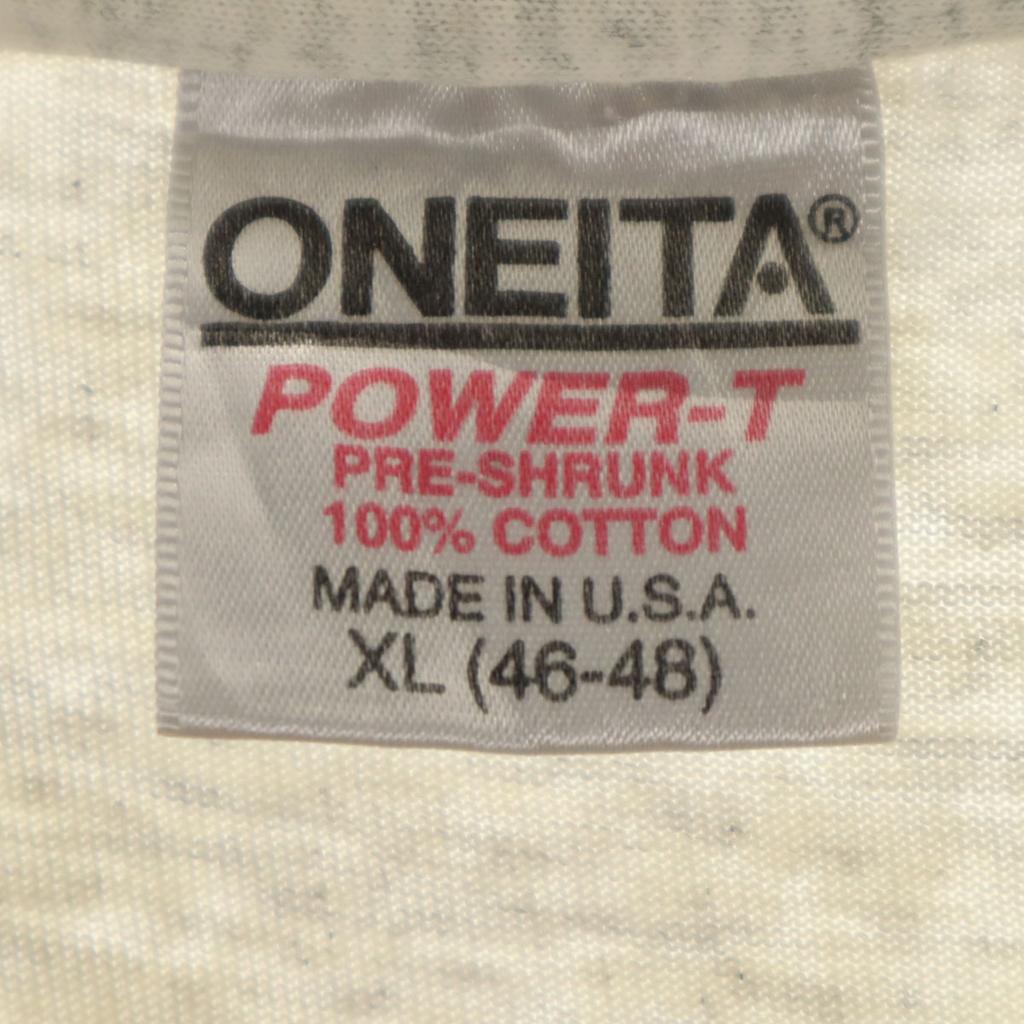 ONEITA®
POWER-T
PRE-SHRUNK
100% COTTON
MADE IN U.S.A.
XL (46-48)